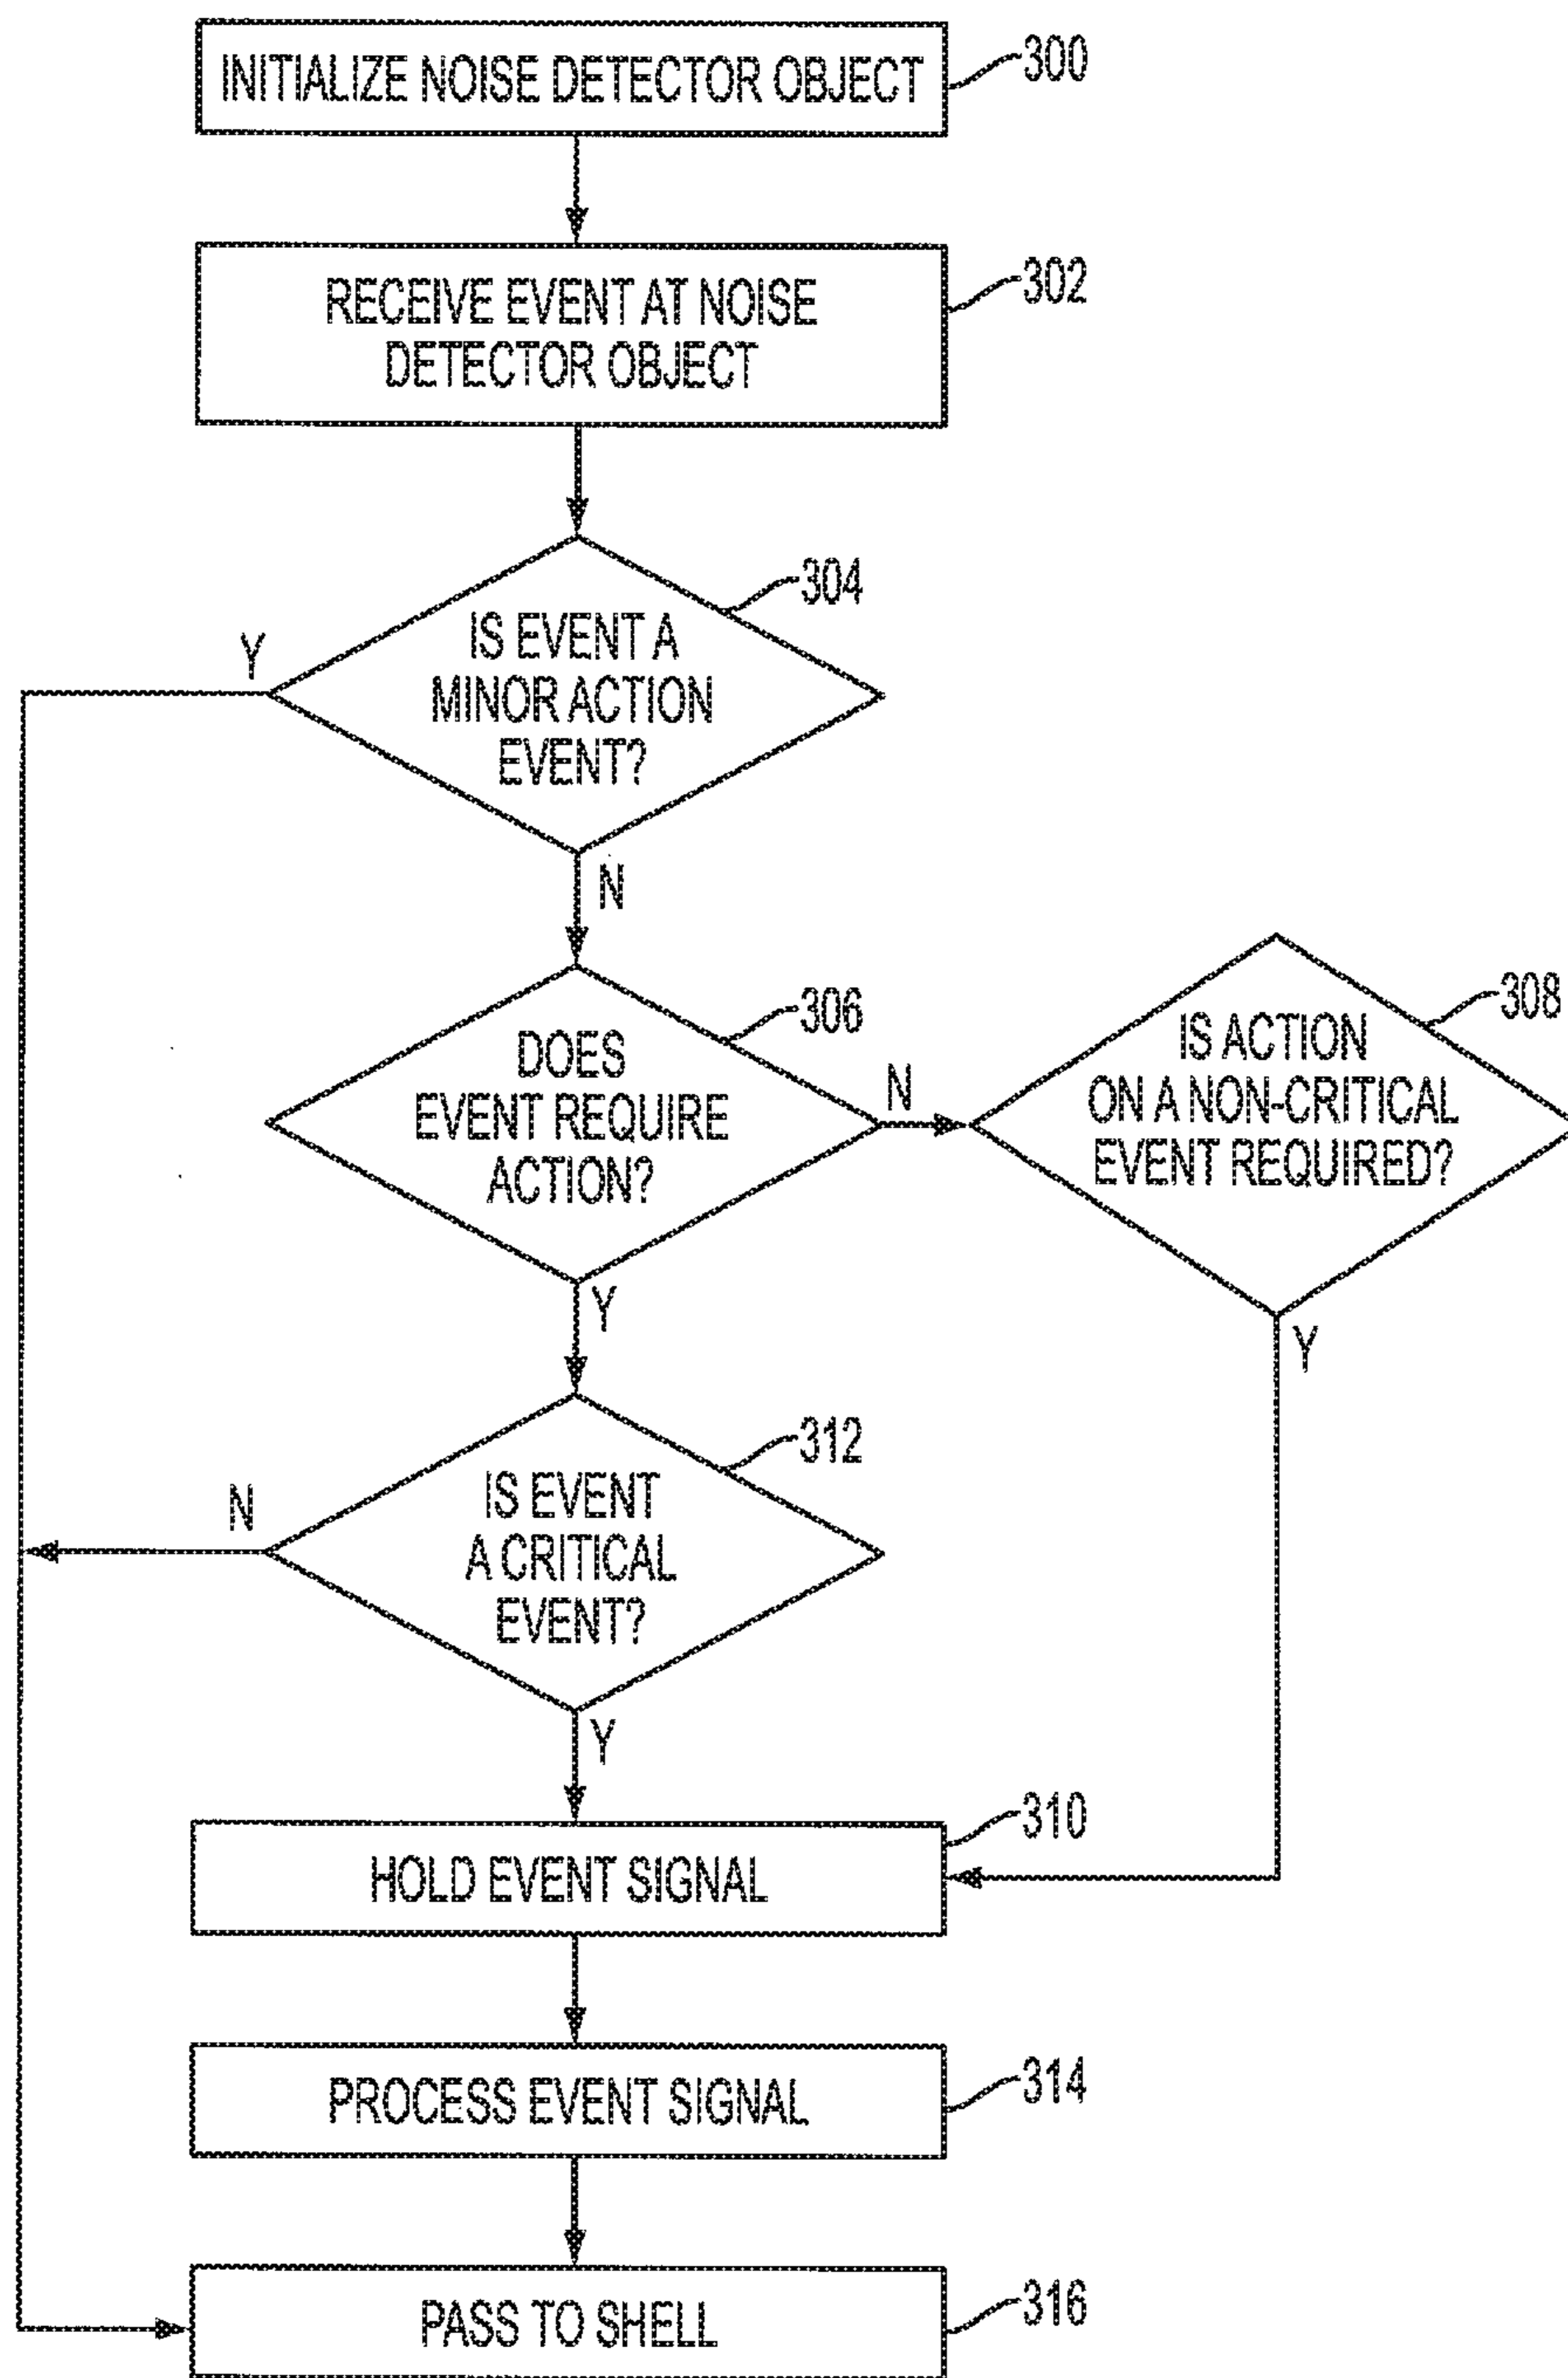 INITIALIZE NOISE DETECTOR OBJECT
300
RECEIVE EVENT AT NOISE
DETECTOR OBJECT
302
304
IS EVENT A
MINOR ACTION
EVENT?
Y
N
306
DOES
EVENT REQUIRE
ACTION?
N
308
IS ACTION
ON A NON-CRITICAL
EVENT REQUIRED?
Y
Y
312
IS EVENT
A CRITICAL
EVENT?
N
Y
310
HOLD EVENT SIGNAL
PROCESS EVENT SIGNAL
314
PASS TO SHELL
316